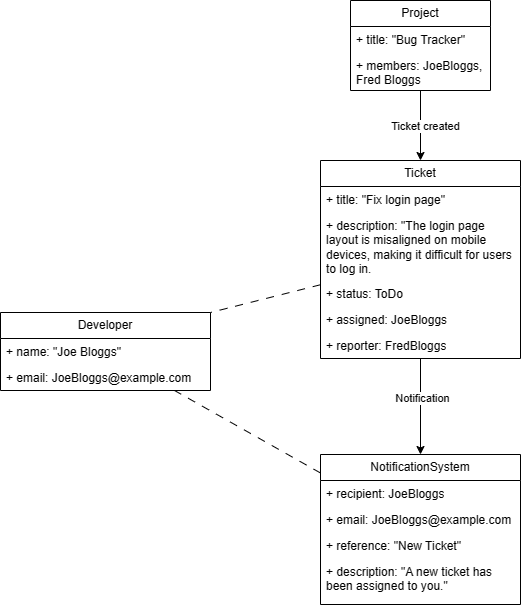 Project
+ title: "Bug Tracker"
+ members: JoeBloggs,
Fred Bloggs
Ticket created
Ticket
+ title: "Fix login page"
+ description: "The login page
layout is misaligned on mobile
devices, making it difficult for users
to log in.
+ status: ToDo
+ assigned: JoeBloggs
+ reporter: FredBloggs
Developer
+ name: "Joe Bloggs"
+ email: JoeBloggs@example.com
Notification
NotificationSystem
+ recipient: JoeBloggs
+ email: JoeBloggs@example.com
+ reference: "New Ticket"
+ description: "A new ticket has
been assigned to you."